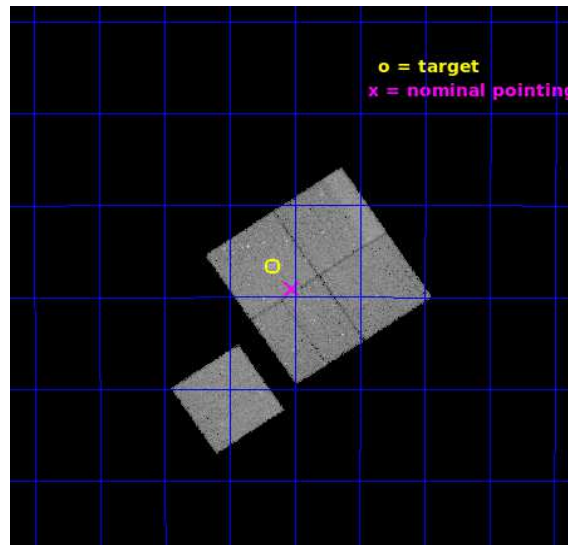 o = target
x = nominal pointing